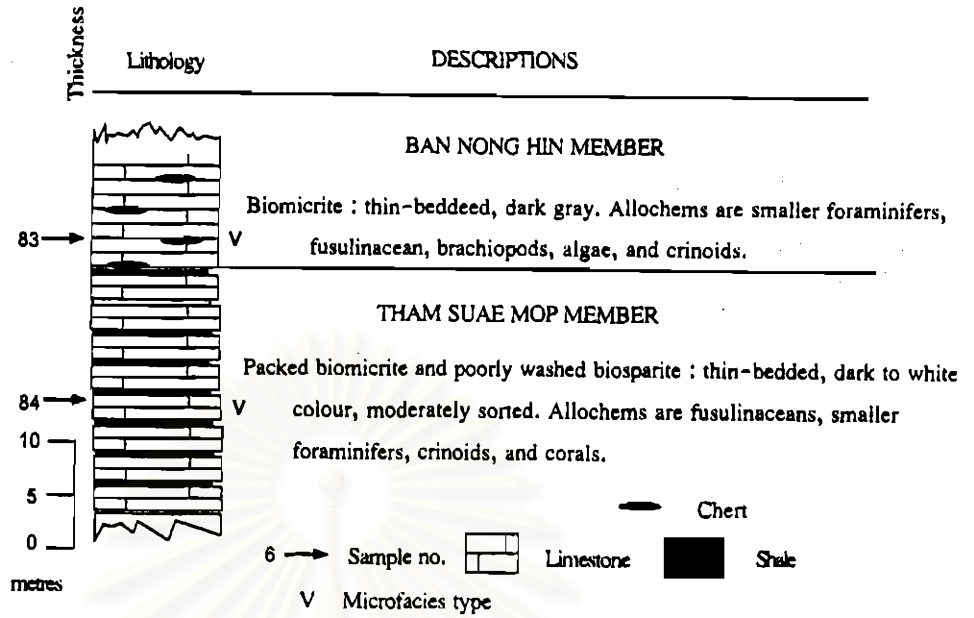 Thickness
Lithology
DESCRIPTIONS
BAN NONG HIN MEMBER
Biomicrite : thin-beddeed, dark gray. Allochems are smaller foraminifers,
83
V
fusulinacean, brachiopods, algae, and crinoids.
THAM SUAE MOP MEMBER
Packed biomicrite and poorly washed biosparite : thin-bedded, dark to white
84
V
colour, moderately sorted. Allochems are fusulinaceans, smaller
10
foraminifers, crinoids, and corals.
5
Chert
0
6 Sample no. Limestone Shale
metres
V Microfacies type